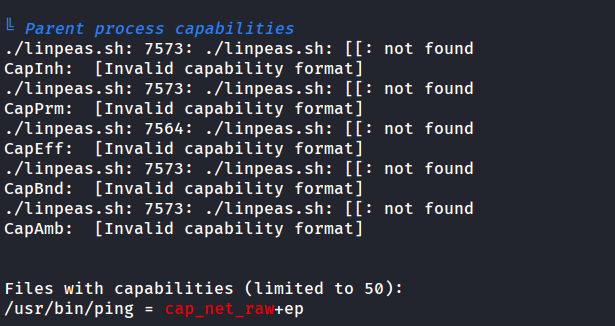 ╚ Parent process capabilities
./linpeas.sh: 7573: ./linpeas.sh: [[: not found
CapInh:  [Invalid capability format]
./linpeas.sh: 7573: ./linpeas.sh: [[: not found
CapPrm:  [Invalid capability format]
./linpeas.sh: 7564: ./linpeas.sh: [[: not found
CapEff:  [Invalid capability format]
./linpeas.sh: 7573: ./linpeas.sh: [[: not found
CapBnd:  [Invalid capability format]
./linpeas.sh: 7573: ./linpeas.sh: [[: not found
CapAmb:  [Invalid capability format]
Files with capabilities (limited to 50):
/usr/bin/ping = cap_net_raw+ep